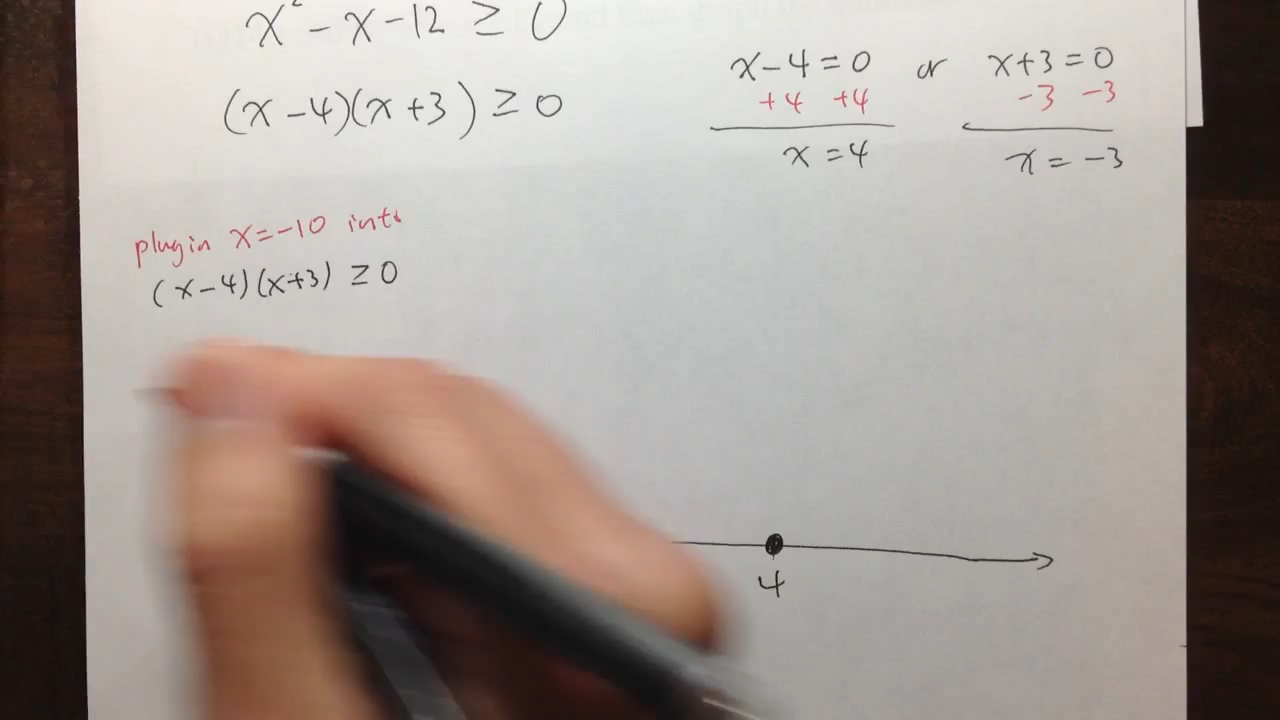 x² - x - 12 ≥ 0
(x - 4)(x + 3) ≥ 0
x - 4 = 0 or x + 3 = 0
+4 +4 -3 -3
x = 4 x = -3
plug in x = -10 into
(x - 4)(x + 3) ≥ 0
4